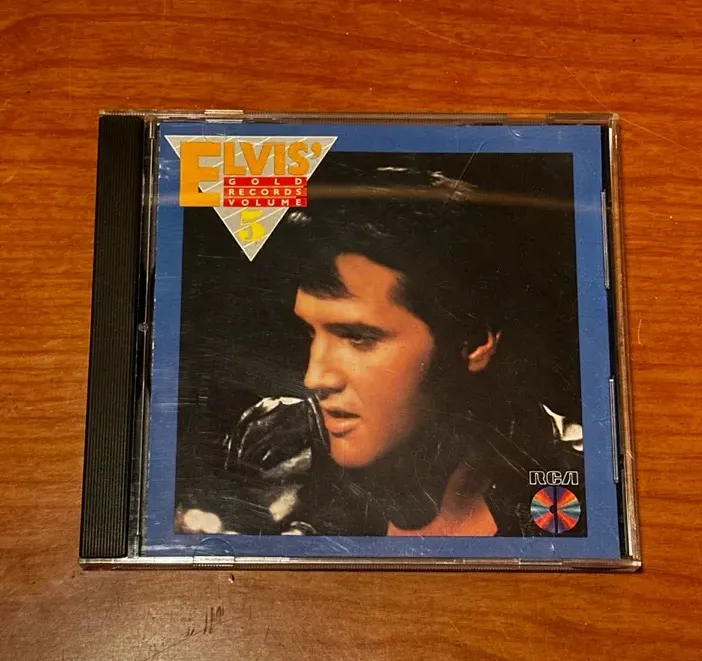 ELVIS'
GOLD
RECORDS
VOLUME
5
RCA